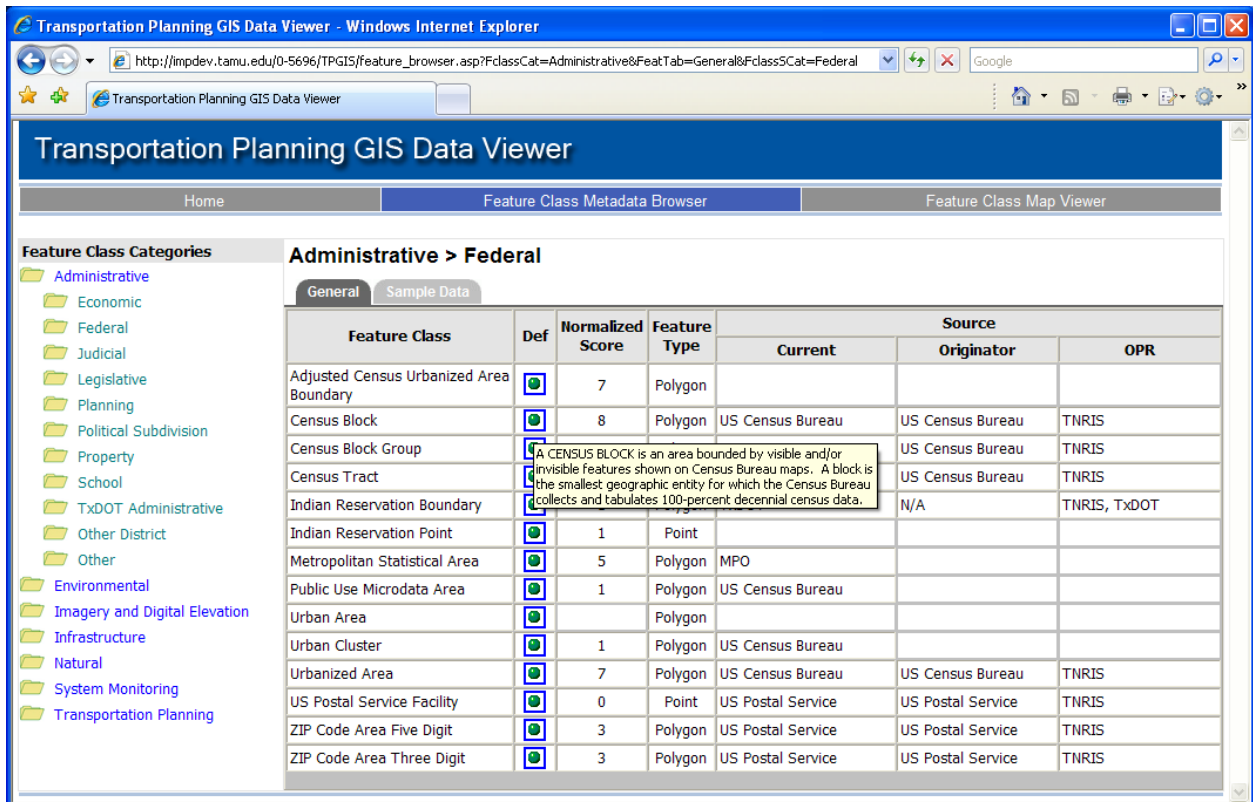 Transportation Planning GIS Data Viewer - Windows Internet Explorer
http://impdev.tamu.edu/0-5696/TPGIS/feature_browser.asp?FclassCat=Administrative&FeatTab=General&FclassSCat=Federal
Google
Transportation Planning GIS Data Viewer
Transportation Planning GIS Data Viewer
Home Feature Class Metadata Browser Feature Class Map Viewer
Feature Class Categories
Administrative
Economic
Federal
Judicial
Legislative
Planning
Political Subdivision
Property
School
TxDOT Administrative
Other District
Other
Environmental
Imagery and Digital Elevation
Infrastructure
Natural
System Monitoring
Transportation Planning
Administrative > Federal
General Sample Data
Feature Class Def Normalized Score Feature Type Source
Current Originator OPR
Adjusted Census Urbanized Area Boundary 7 Polygon
Census Block 8 Polygon US Census Bureau US Census Bureau TNRIS
Census Block Group US Census Bureau TNRIS
Census Tract US Census Bureau TNRIS
Indian Reservation Boundary N/A TNRIS, TxDOT
A CENSUS BLOCK is an area bounded by visible and/or
invisible features shown on Census Bureau maps. A block is
the smallest geographic entity for which the Census Bureau
collects and tabulates 100-percent decennial census data.
Indian Reservation Point 1 Point
Metropolitan Statistical Area 5 Polygon MPO
Public Use Microdata Area 1 Polygon US Census Bureau
Urban Area Polygon
Urban Cluster 1 Polygon US Census Bureau
Urbanized Area 7 Polygon US Census Bureau US Census Bureau TNRIS
US Postal Service Facility 0 Point US Postal Service US Postal Service TNRIS
ZIP Code Area Five Digit 3 Polygon US Postal Service US Postal Service TNRIS
ZIP Code Area Three Digit 3 Polygon US Postal Service US Postal Service TNRIS